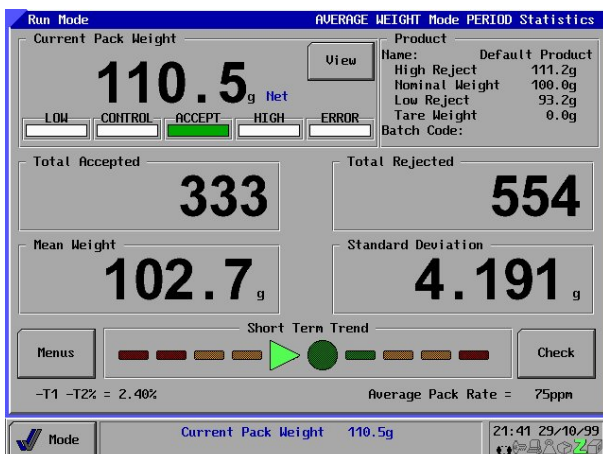 Run Mode AVERAGE WEIGHT Mode PERIOD Statistics
Current Pack Weight
110.5g Net
View
LOW CONTROL ACCEPT HIGH ERROR
Product
Name: Default Product
High Reject 111.2g
Nominal Weight 100.0g
Low Reject 93.2g
Tare Weight 0.0g
Batch Code:
Total Accepted
333
Total Rejected
554
Mean Weight
102.7g
Standard Deviation
4.191g
Short Term Trend
Menus
Check
-T1 -T2% = 2.40%
Average Pack Rate = 75ppm
Mode
Current Pack Weight 110.5g
21:41 29/10/99
Z